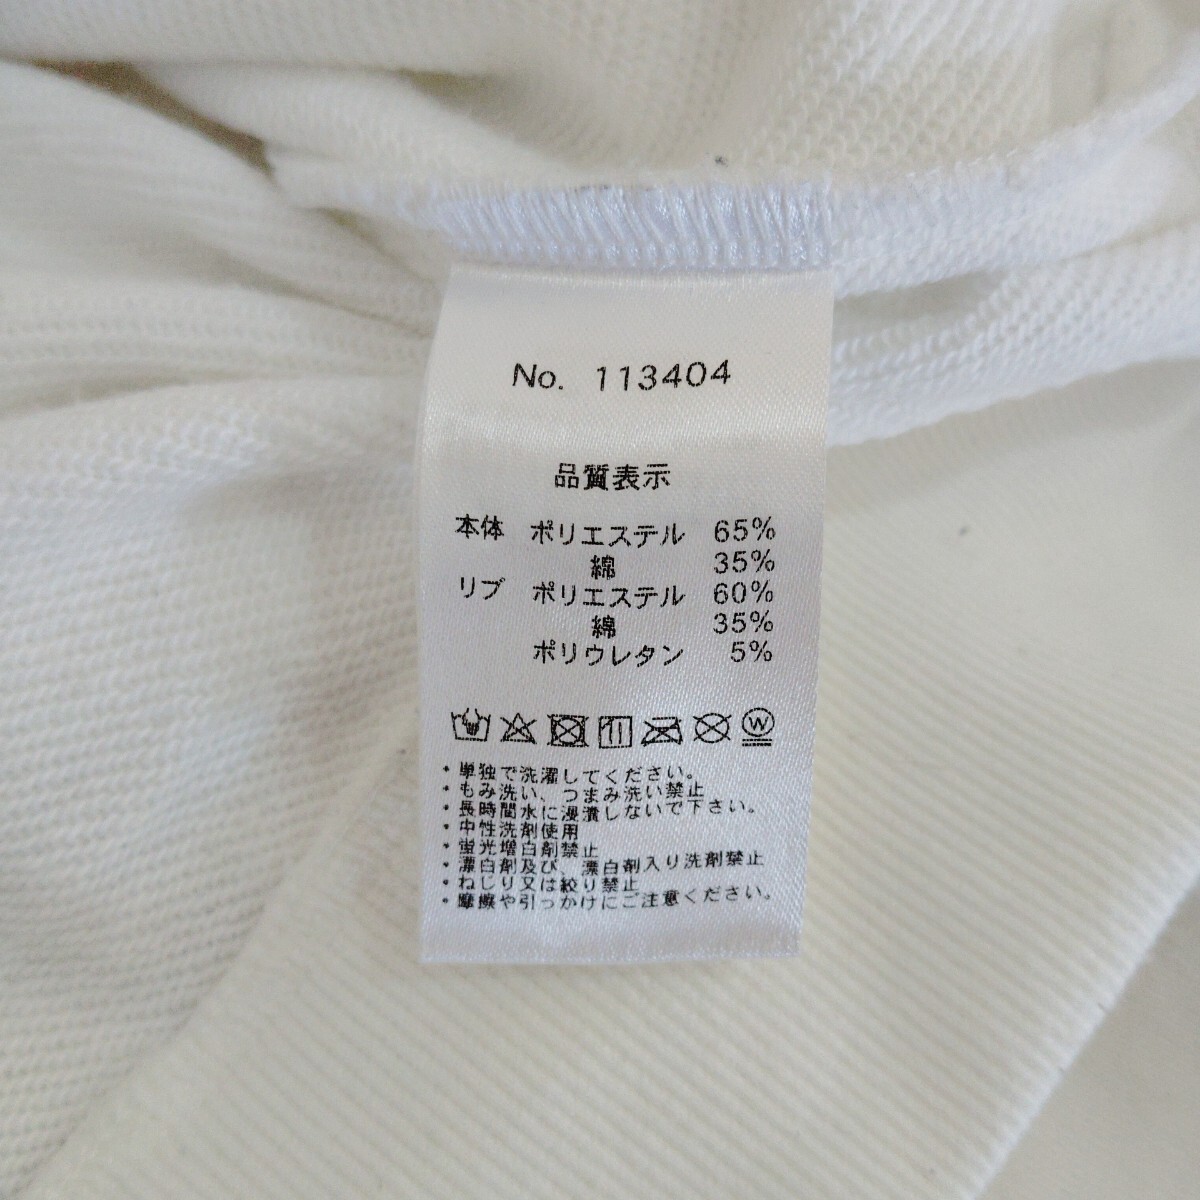 No. 113404
品質表示
本体 ポリエステル 65%
綿 35%
リブ ポリエステル 60%
綿 35%
ポリウレタン 5%
W
・単独で洗濯してください。
・もみ洗い、つまみ洗い禁止
・長時間水に浸漬しないで下さい。
・中性洗剤使用
・蛍光増白剤禁止
・漂白剤及び、漂白剤入り洗剤禁止
・ねじり又は絞り禁止
・摩擦や引っかけにご注意ください。